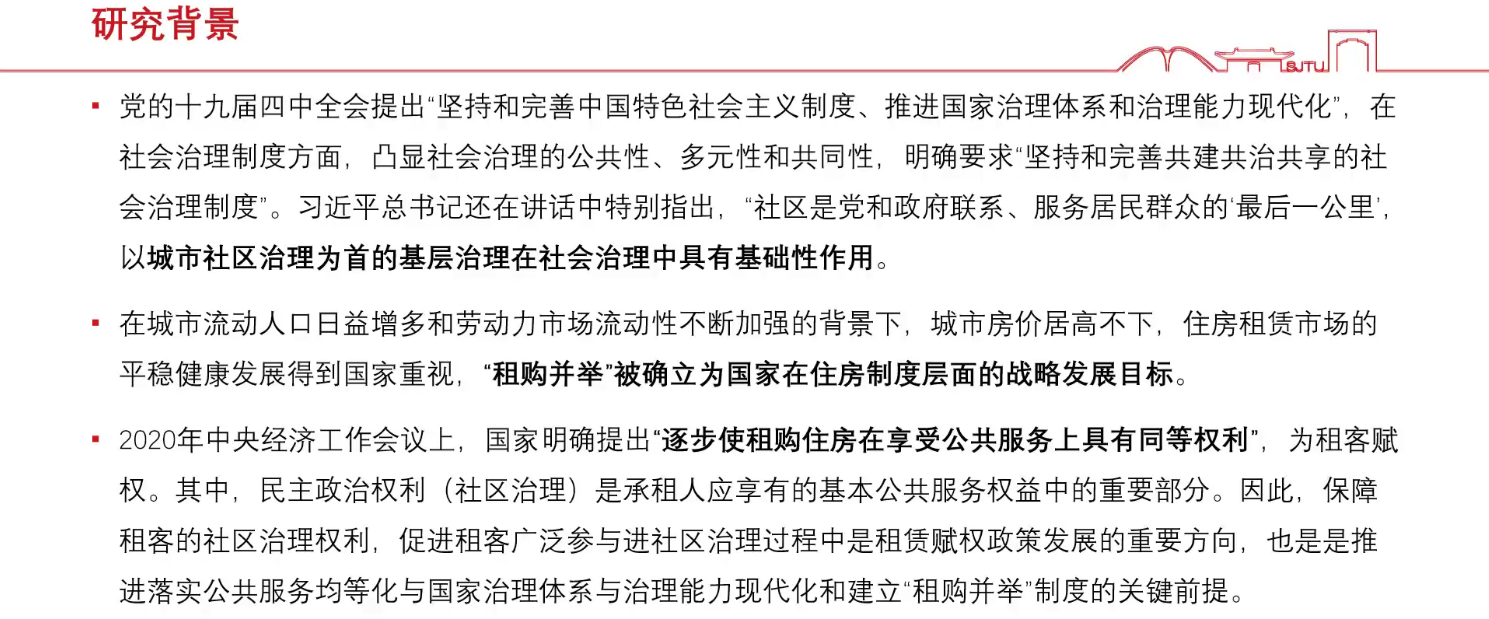 研究背景
SJTU
▪ 党的十九届四中全会提出“坚持和完善中国特色社会主义制度、推进国家治理体系和治理能力现代化”，在
社会治理制度方面，凸显社会治理的公共性、多元性和共同性，明确要求“坚持和完善共建共治共享的社
会治理制度”。习近平总书记还在讲话中特别指出，“社区是党和政府联系、服务居民群众的‘最后一公里’，
以城市社区治理为首的基层治理在社会治理中具有基础性作用。
▪ 在城市流动人口日益增多和劳动力市场流动性不断加强的背景下，城市房价居高不下，住房租赁市场的
平稳健康发展得到国家重视，“租购并举”被确立为国家在住房制度层面的战略发展目标。
▪ 2020年中央经济工作会议上，国家明确提出“逐步使租购住房在享受公共服务上具有同等权利”，为租客赋
权。其中，民主政治权利（社区治理）是承租人应享有的基本公共服务权益中的重要部分。因此，保障
租客的社区治理权利，促进租客广泛参与进社区治理过程中是租赁赋权政策发展的重要方向，也是是推
进落实公共服务均等化与国家治理体系与治理能力现代化和建立“租购并举”制度的关键前提。